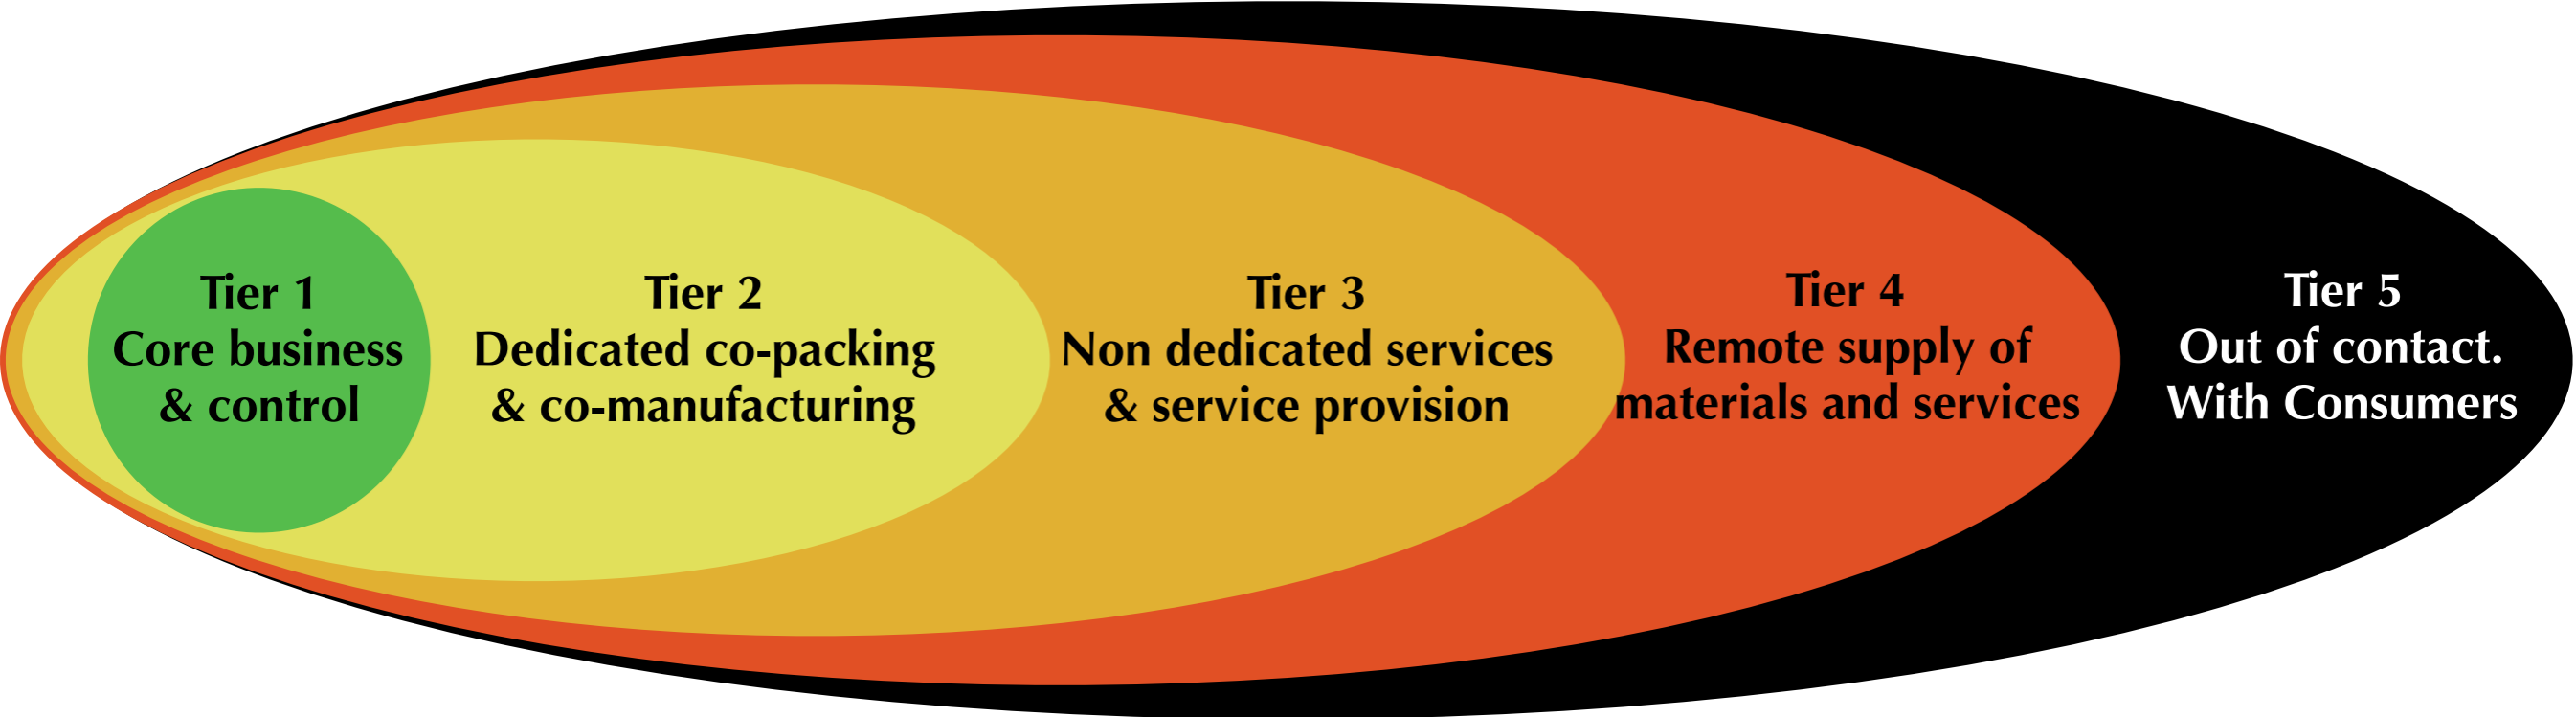 Tier 1
Core business
& control
Tier 2
Dedicated co-packing
& co-manufacturing
Tier 3
Non dedicated services
& service provision
Tier 4
Remote supply of
materials and services
Tier 5
Out of contact.
With Consumers